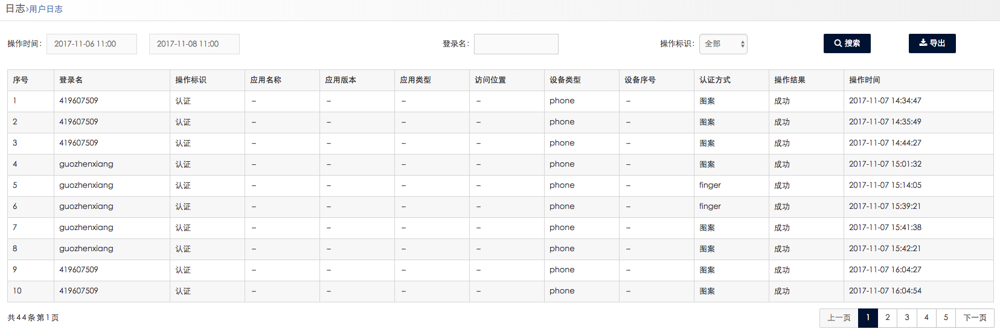 日志>用户日志
操作时间: 2017-11-06 11:00 2017-11-08 11:00 登录名: 操作标识: 全部 搜索 导出
序号 登录名 操作标识 应用名称 应用版本 应用类型 访问位置 设备类型 设备序号 认证方式 操作结果 操作时间
1 419607509 认证 – – – – phone – 图案 成功 2017-11-07 14:34:47
2 419607509 认证 – – – – phone – 图案 成功 2017-11-07 14:35:49
3 419607509 认证 – – – – phone – 图案 成功 2017-11-07 14:44:27
4 guozhenxiang 认证 – – – – phone – 图案 成功 2017-11-07 15:01:32
5 guozhenxiang 认证 – – – – phone – finger 成功 2017-11-07 15:14:05
6 guozhenxiang 认证 – – – – phone – finger 成功 2017-11-07 15:39:21
7 guozhenxiang 认证 – – – – phone – 图案 成功 2017-11-07 15:41:38
8 guozhenxiang 认证 – – – – phone – 图案 成功 2017-11-07 15:42:21
9 419607509 认证 – – – – phone – 图案 成功 2017-11-07 16:04:27
10 419607509 认证 – – – – phone – 图案 成功 2017-11-07 16:04:54
共44条第1页 上一页 1 2 3 4 5 下一页